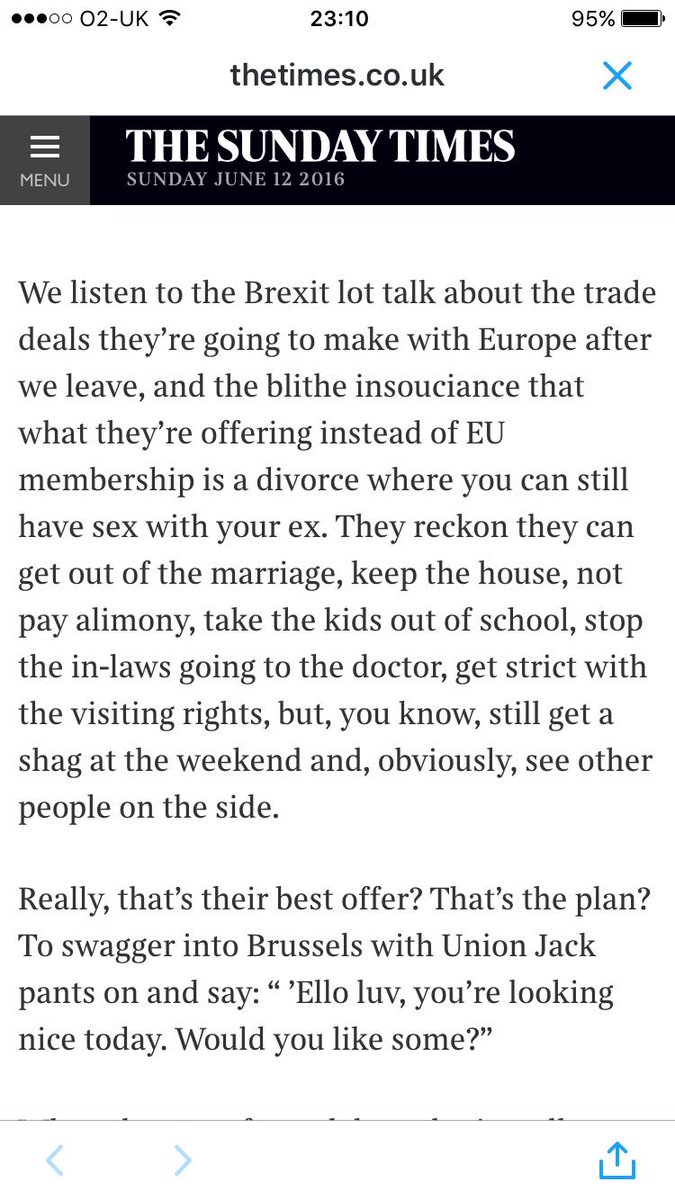 O2-UK 23:10 95%
thetimes.co.uk
MENU
THE SUNDAY TIMES
SUNDAY JUNE 12 2016
We listen to the Brexit lot talk about the trade
deals they’re going to make with Europe after
we leave, and the blithe insouciance that
what they’re offering instead of EU
membership is a divorce where you can still
have sex with your ex. They reckon they can
get out of the marriage, keep the house, not
pay alimony, take the kids out of school, stop
the in-laws going to the doctor, get strict with
the visiting rights, but, you know, still get a
shag at the weekend and, obviously, see other
people on the side.
Really, that’s their best offer? That’s the plan?
To swagger into Brussels with Union Jack
pants on and say: “ ’Ello luv, you’re looking
nice today. Would you like some?”